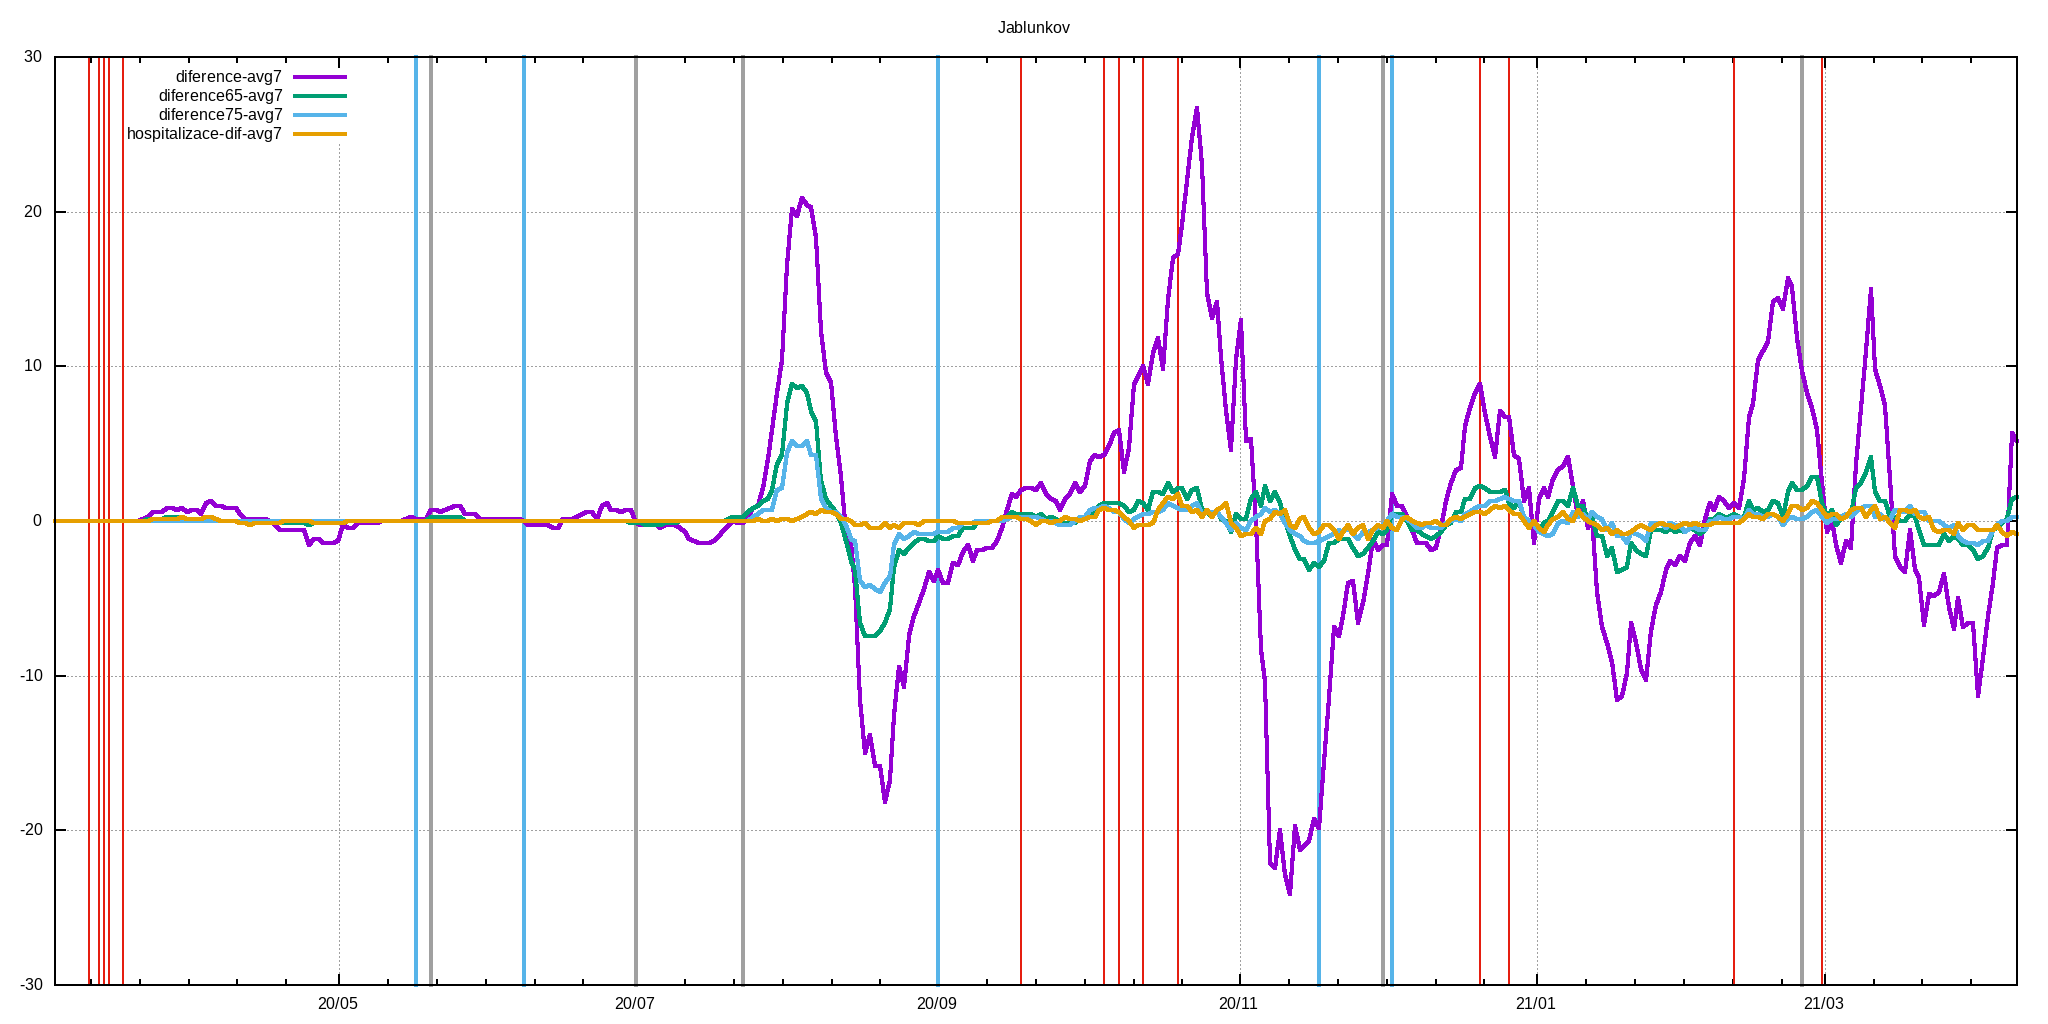 Jablunkov
30
diference-avg7
diference65-avg7
diference75-avg7
hospitalizace-dif-avg7
20
10
0
-10
-20
-30
20/05 20/07 20/09 20/11 21/01 21/03